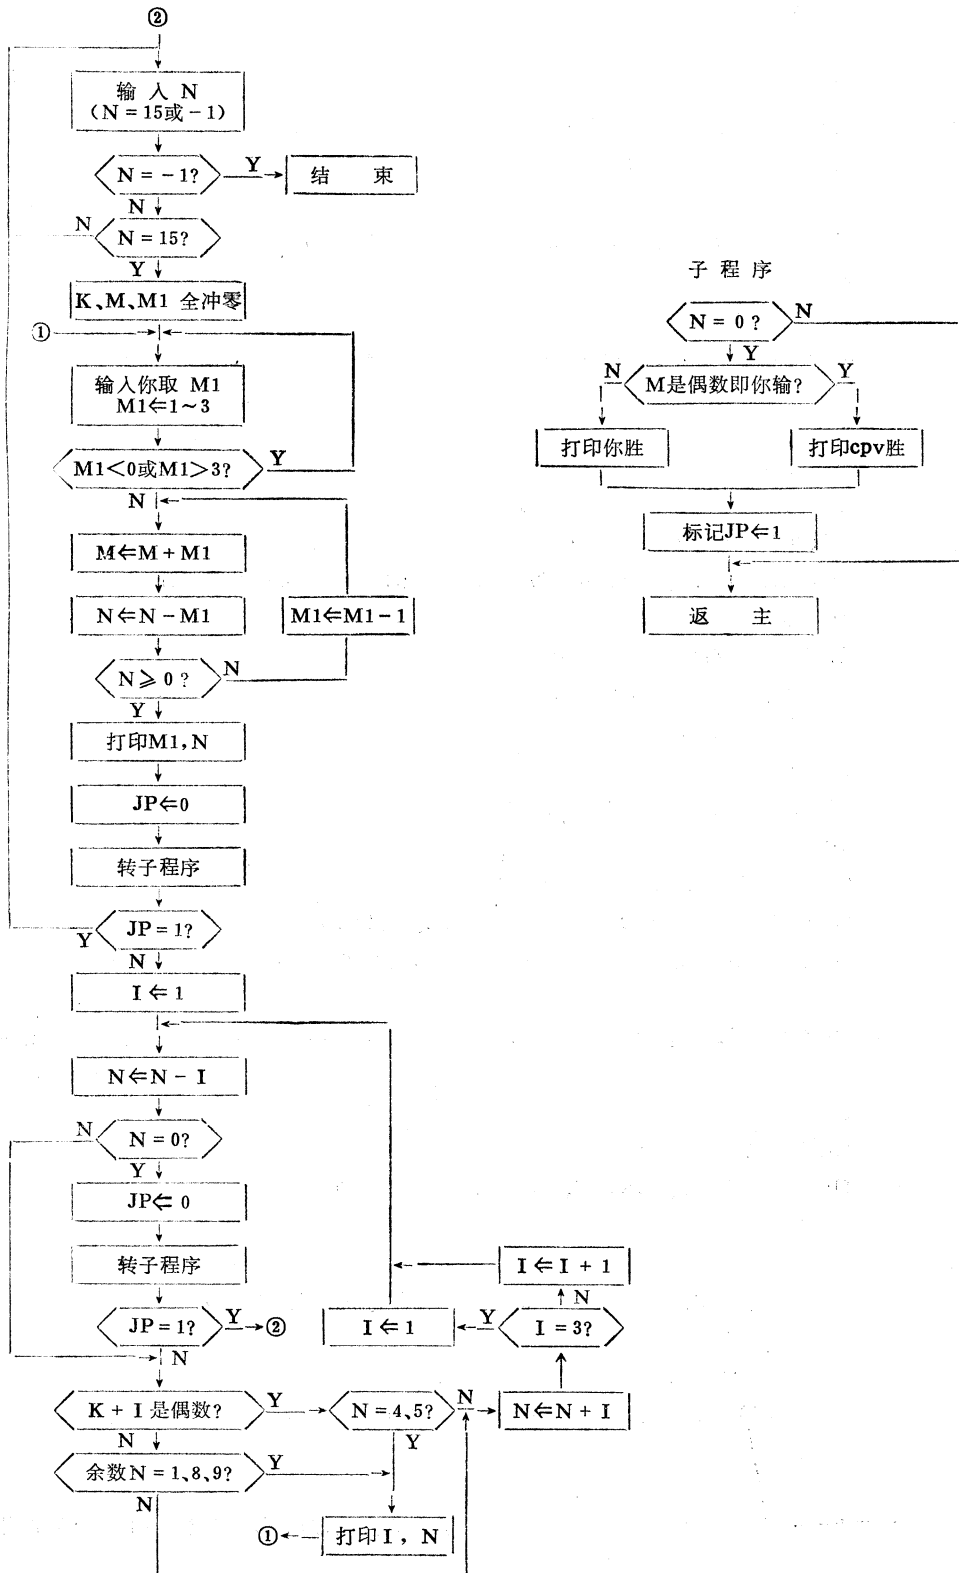 ②
输 入 N
（N = 15或 - 1）
N = - 1?
Y
结 束
N
N
N = 15?
Y
K、M、M1 全冲零
①
输入你取 M1
M1⇐1～3
M1<0或M1>3?
Y
N
M⇐M + M1
N⇐N - M1
M1⇐M1 - 1
N⩾0?
N
Y
打印M1，N
JP⇐0
转子程序
JP = 1?
Y
N
I⇐1
N⇐N - I
N
N = 0?
Y
JP⇐0
转子程序
JP = 1?
Y
②
N
K + I 是偶数?
Y
N = 4、5?
N
N⇐N + I
I = 3?
Y
I⇐1
N
I⇐I + 1
N
Y
余数N = 1、8、9?
Y
N
①
打印I，N
子 程 序
N = 0?
N
Y
N
M是偶数即你输?
Y
打印你胜
打印cpv胜
标记JP⇐1
返 主